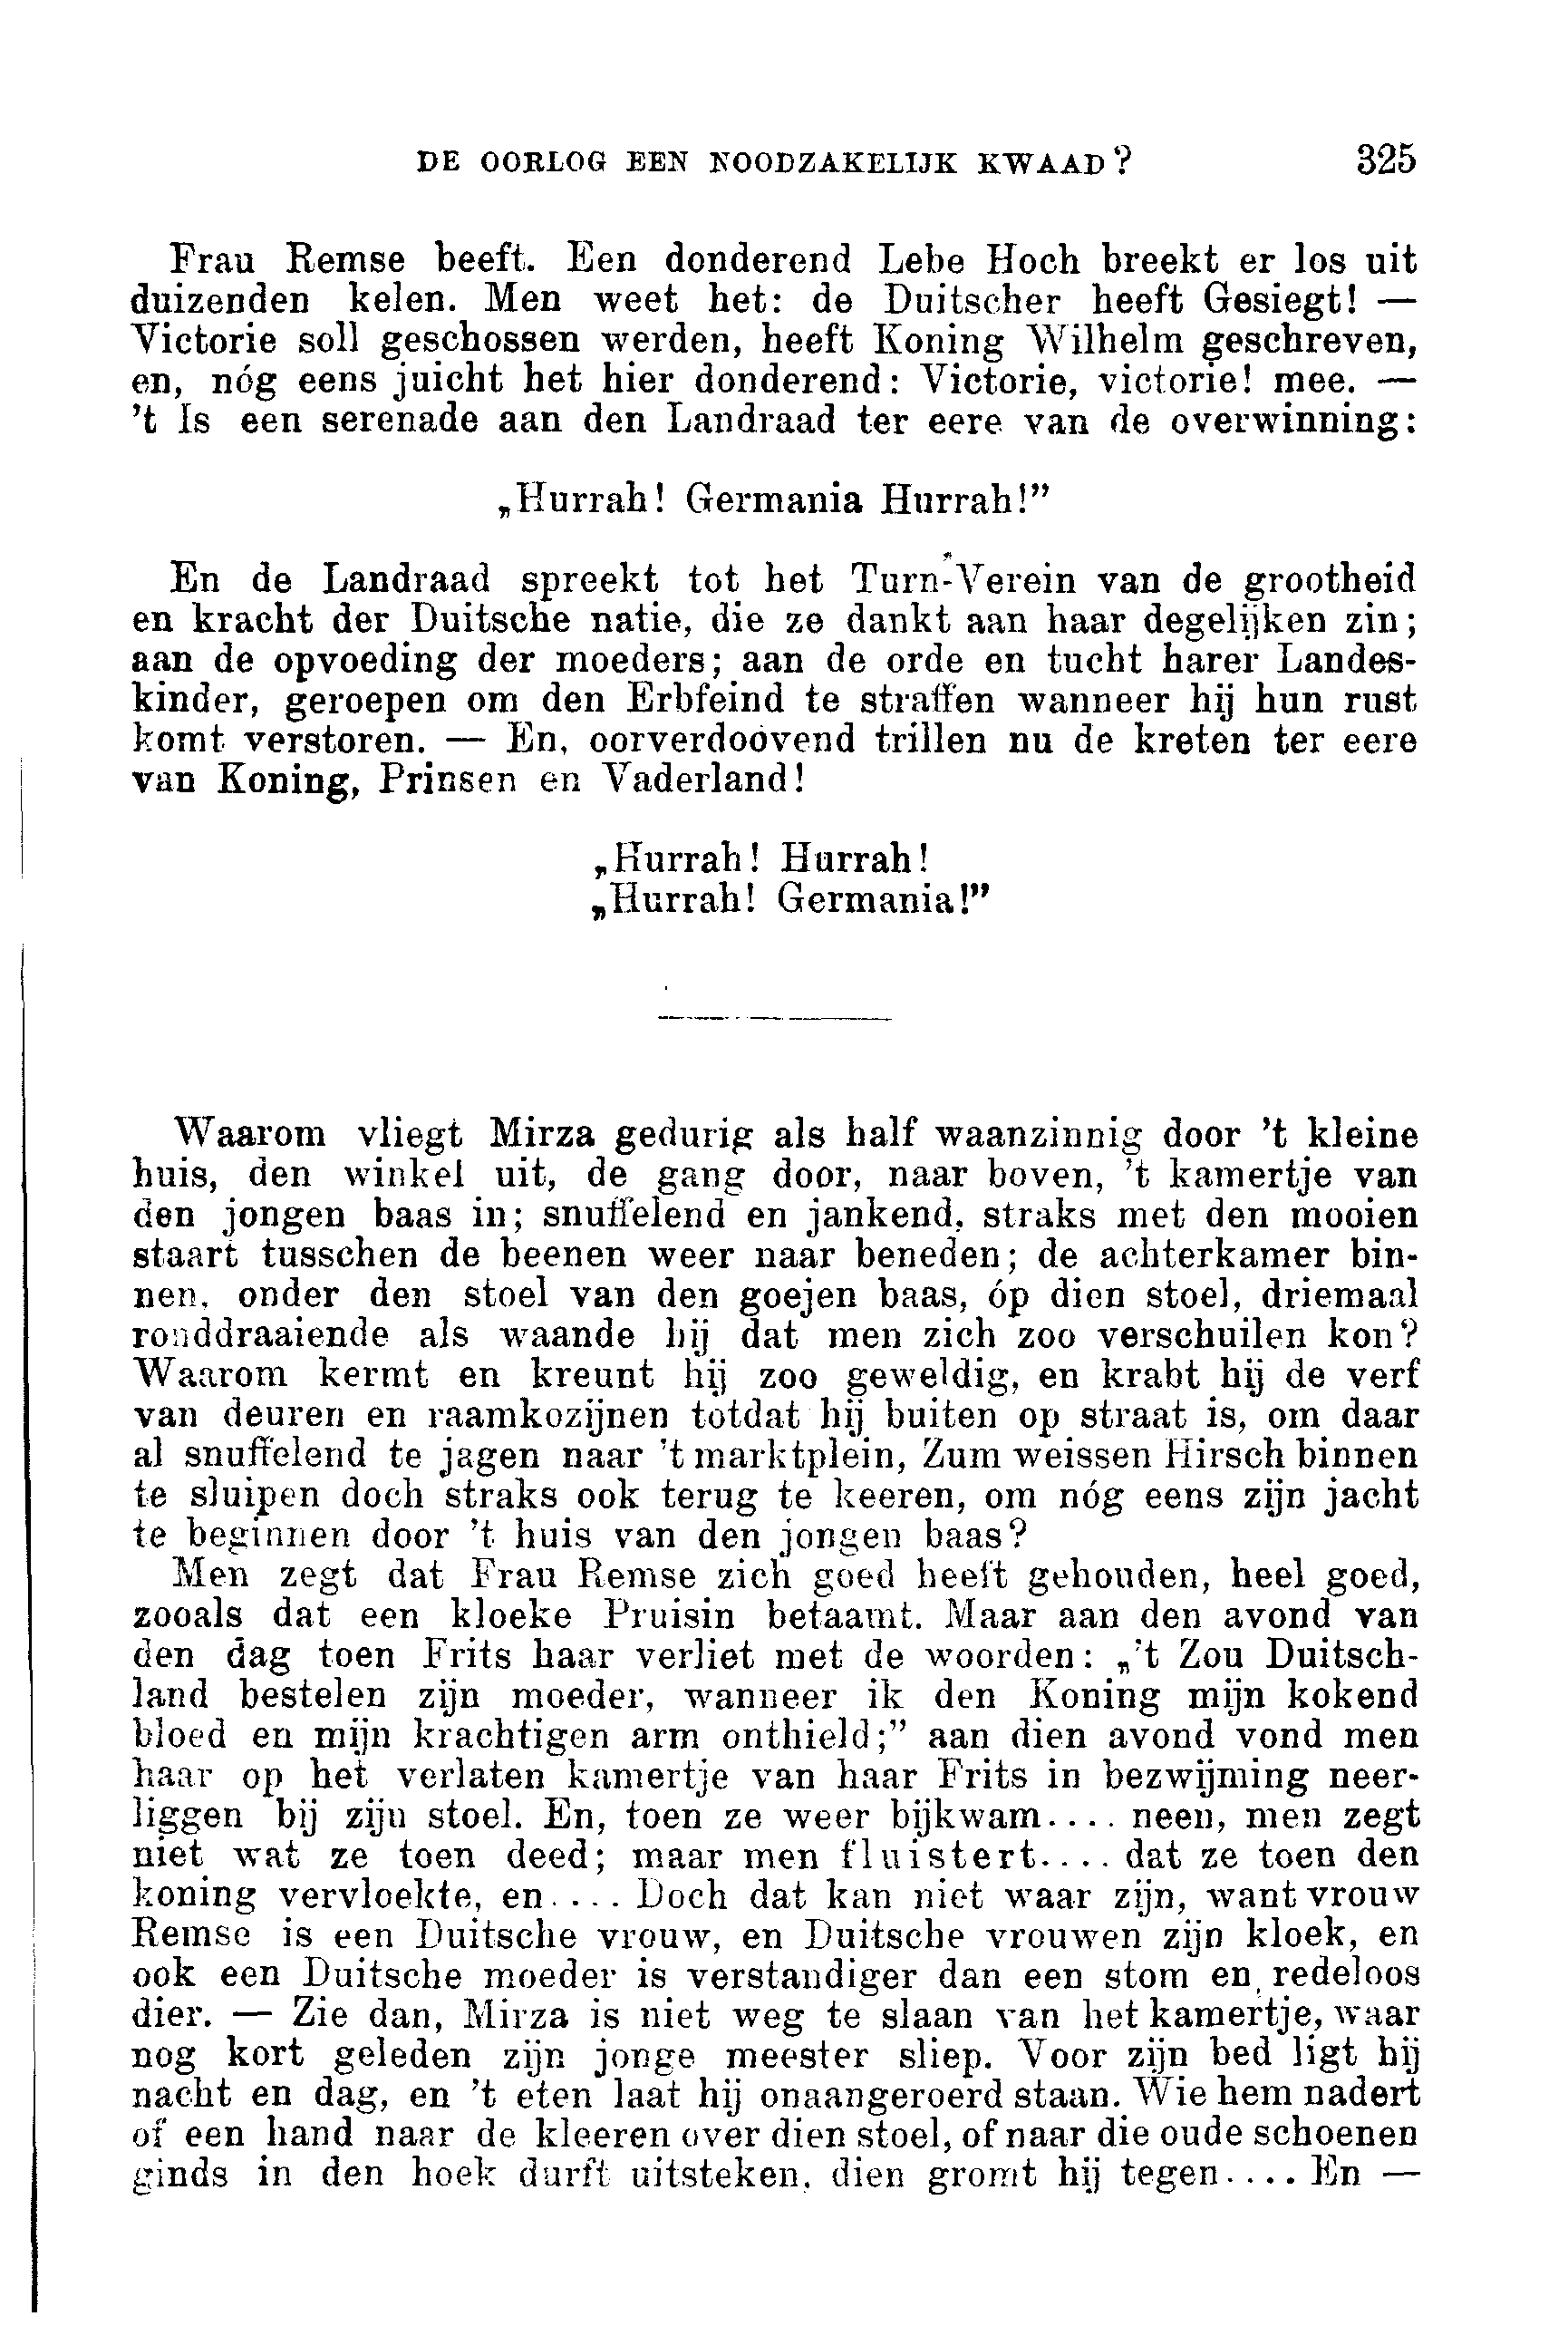 DE OORLOG EEN NOODZAKELIJK KWAAD? 325
Frau Remse beeft. Een donderend Lebe Hoch breekt er los uit
duizenden kelen. Men weet het: de Duitscher heeft Gesiegt! —
Victorie soll geschossen werden, heeft Koning Wilhelm geschreven,
en, nóg eens juicht het hier donderend: Victorie, victorie! mee. —
't Is een serenade aan den Landraad ter eere van de overwinning:
„Hurrah! Germania Hurrah!”
En de Landraad spreekt tot het Turn-Verein van de grootheid
en kracht der Duitsche natie, die ze dankt aan haar degelijken zin;
aan de opvoeding der moeders; aan de orde en tucht harer Landes-
kinder, geroepen om den Erbfeind te straffen wanneer hij hun rust
komt verstoren. — En, oorverdoovend trillen nu de kreten ter eere
van Koning, Prinsen en Vaderland!
„Hurrah! Hurrah!
„Hurrah! Germania!”
Waarom vliegt Mirza gedurig als half waanzinnig door 't kleine
huis, den winkel uit, de gang door, naar boven, 't kamertje van
den jongen baas in; snuffelend en jankend, straks met den mooien
staart tusschen de beenen weer naar beneden; de achterkamer bin-
nen, onder den stoel van den goejen baas, óp dien stoel, driemaal
ronddraaiende als waande hij dat men zich zoo verschuilen kon?
Waarom kermt en kreunt hij zoo geweldig, en krabt hij de verf
van deuren en raamkozijnen totdat hij buiten op straat is, om daar
al snuffelend te jagen naar 't marktplein, Zum weissen Hirsch binnen
te sluipen doch straks ook terug te keeren, om nóg eens zijn jacht
te beginnen door 't huis van den jongen baas?
Men zegt dat Frau Remse zich goed heeft gehouden, heel goed,
zooals dat een kloeke Pruisin betaamt. Maar aan den avond van
den dag toen Frits haar verliet met de woorden: „'t Zou Duitsch-
land bestelen zijn moeder, wanneer ik den Koning mijn kokend
bloed en mijn krachtigen arm onthield;” aan dien avond vond men
haar op het verlaten kamertje van haar Frits in bezwijming neer-
liggen bij zijn stoel. En, toen ze weer bijkwam.... neen, men zegt
niet wat ze toen deed; maar men fluistert.... dat ze toen den
koning vervloekte, en.... Doch dat kan niet waar zijn, want vrouw
Remse is een Duitsche vrouw, en Duitsche vrouwen zijn kloek, en
ook een Duitsche moeder is verstandiger dan een stom en redeloos
dier. — Zie dan, Mirza is niet weg te slaan van het kamertje, waar
nog kort geleden zijn jonge meester sliep. Voor zijn bed ligt hij
nacht en dag, en 't eten laat hij onaangeroerd staan. Wie hem nadert
of een hand naar de kleeren over dien stoel, of naar die oude schoenen
ginds in den hoek durft uitsteken, dien gromt hij tegen.... En —